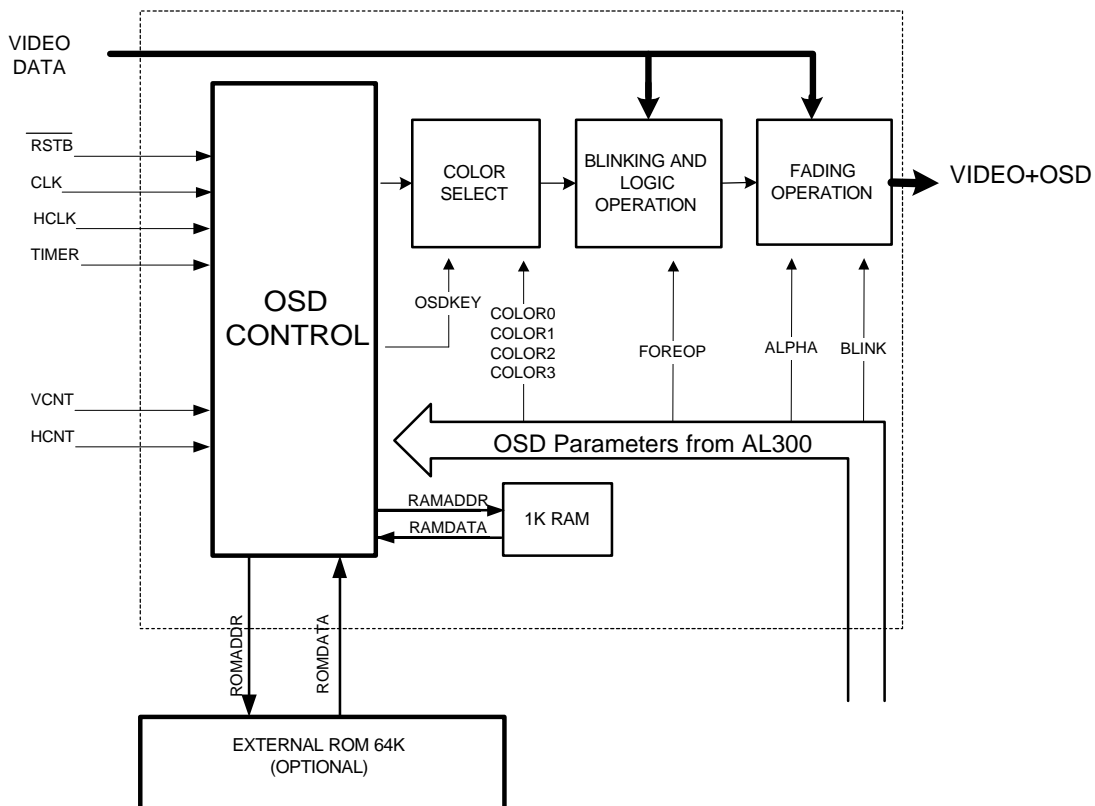 VIDEO
DATA
RSTB
CLK
HCLK
TIMER
VCNT
HCNT
OSD
CONTROL
COLOR
SELECT
BLINKING AND
LOGIC
OPERATION
FADING
OPERATION
VIDEO+OSD
OSDKEY
COLOR0
COLOR1
COLOR2
COLOR3
FOREOP
ALPHA
BLINK
OSD Parameters from AL300
RAMADDR
RAMDATA
1K RAM
ROMADDR
ROMDATA
EXTERNAL ROM 64K
(OPTIONAL)